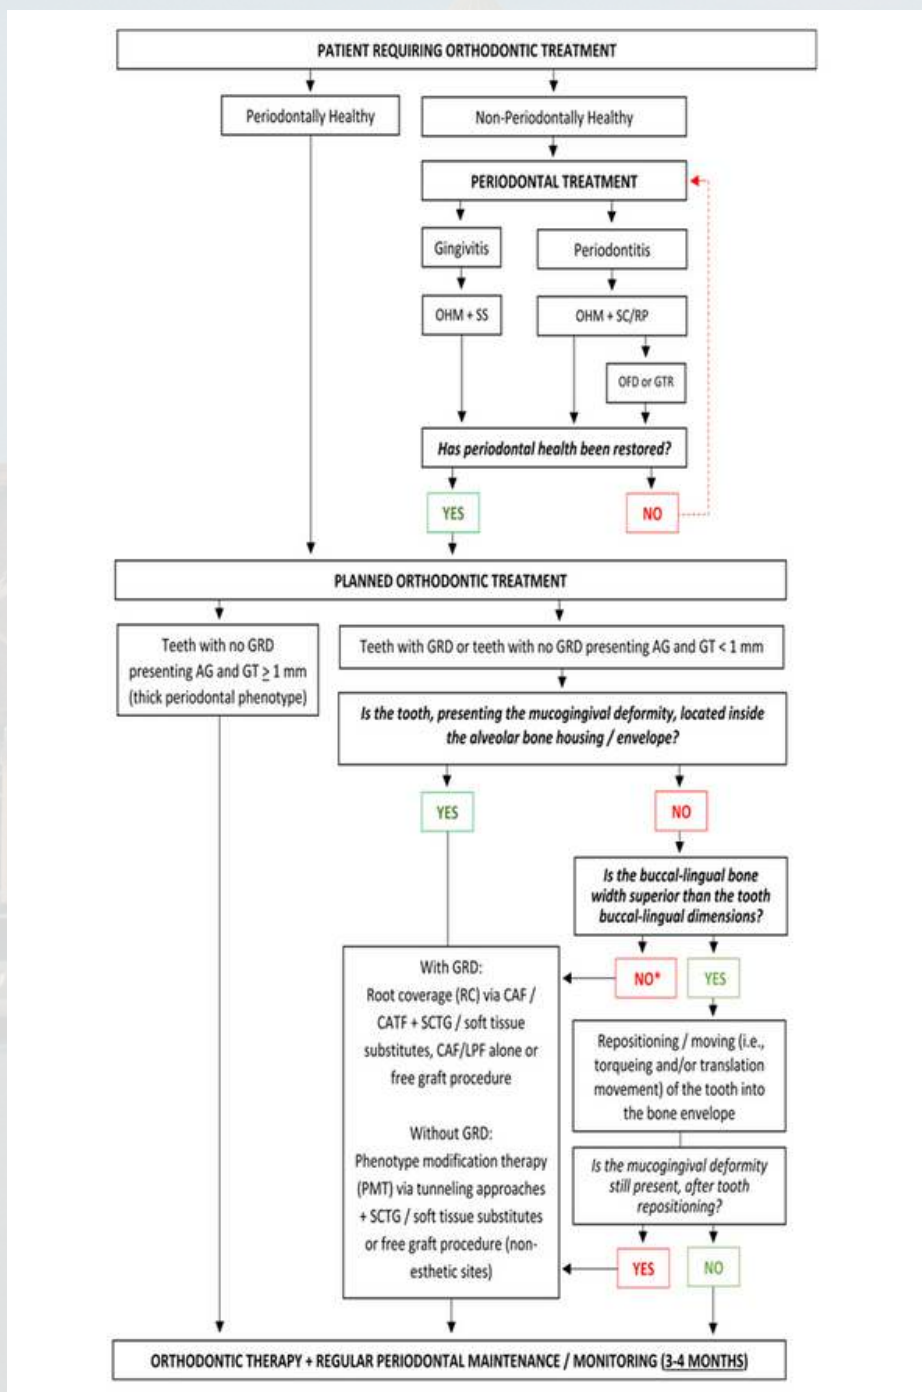 PATIENT REQUIRING ORTHODONTIC TREATMENT
Periodontally Healthy
Non-Periodontally Healthy
PERIODONTAL TREATMENT
Gingivitis
Periodontitis
OHM + SS
OHM + SC/RP
OFD or GTR
Has periodontal health been restored?
YES
NO
PLANNED ORTHODONTIC TREATMENT
Teeth with no GRD
presenting AG and GT ≥ 1 mm
(thick periodontal phenotype)
Teeth with GRD or teeth with no GRD presenting AG and GT < 1 mm
Is the tooth, presenting the mucogingival deformity, located inside
the alveolar bone housing / envelope?
YES
NO
Is the buccal-lingual bone
width superior than the tooth
buccal-lingual dimensions?
NO*
YES
With GRD:
Root coverage (RC) via CAF /
CATF + SCTG / soft tissue
substitutes, CAF/LPF alone or
free graft procedure
Without GRD:
Phenotype modification therapy
(PMT) via tunneling approaches
+ SCTG / soft tissue substitutes
or free graft procedure (non-
esthetic sites)
Repositioning / moving (i.e.,
torqueing and/or translation
movement) of the tooth into
the bone envelope
Is the mucogingival deformity
still present, after tooth
repositioning?
YES
NO
ORTHODONTIC THERAPY + REGULAR PERIODONTAL MAINTENANCE / MONITORING (3-4 MONTHS)